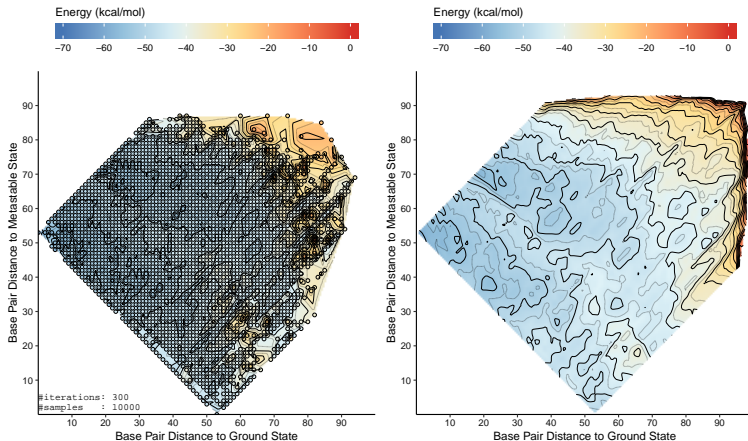 Energy (kcal/mol)
−70 −60 −50 −40 −30 −20 −10 0
Base Pair Distance to Metastable State
90
80
70
60
50
40
30
20
10
#iterations: 300
#samples : 10000
10 20 30 40 50 60 70 80 90
Base Pair Distance to Ground State
Energy (kcal/mol)
−70 −60 −50 −40 −30 −20 −10 0
Base Pair Distance to Metastable State
90
80
70
60
50
40
30
20
10
10 20 30 40 50 60 70 80 90
Base Pair Distance to Ground State